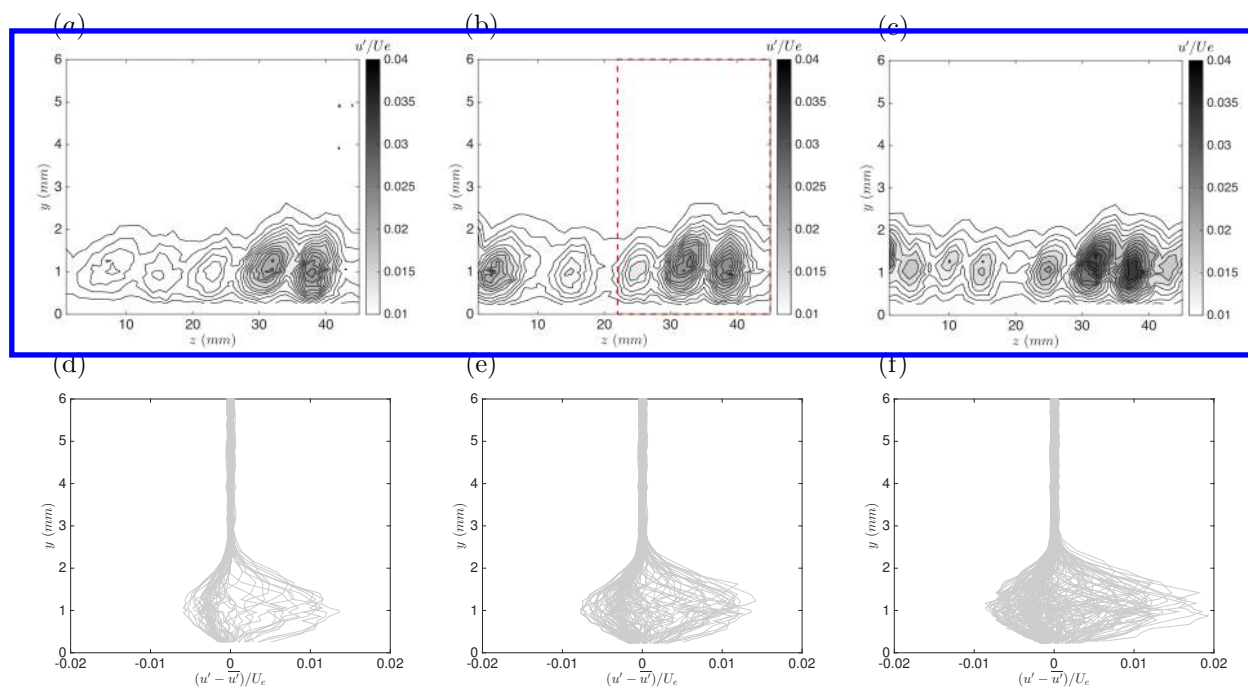 (a) (b) (c)
u'/Ue u'/Ue u'/Ue
6 0.04 6 0.04 6 0.04
5 0.035 5 0.035 5 0.035
4 0.03 4 0.03 4 0.03
y (mm) 3 0.025 y (mm) 3 0.025 y (mm) 3 0.025
2 0.02 2 0.02 2 0.02
1 0.015 1 0.015 1 0.015
0 0.01 0 0.01 0 0.01
10 20 30 40 10 20 30 40 10 20 30 40
z (mm) z (mm) z (mm)
(d) (e) (f)
6 6 6
5 5 5
4 4 4
y (mm) 3 y (mm) 3 y (mm) 3
2 2 2
1 1 1
0 0 0
-0.02 -0.01 0 0.01 0.02 -0.02 -0.01 0 0.01 0.02 -0.02 -0.01 0 0.01 0.02
(u' − u̅'̅)/U_e (u' − u̅'̅)/U_e (u' − u̅'̅)/U_e